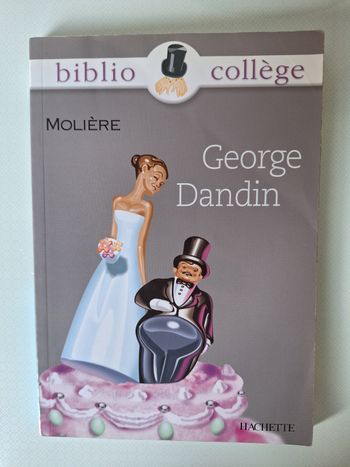 biblio collège
MOLIÈRE
George
Dandin
HACHETTE